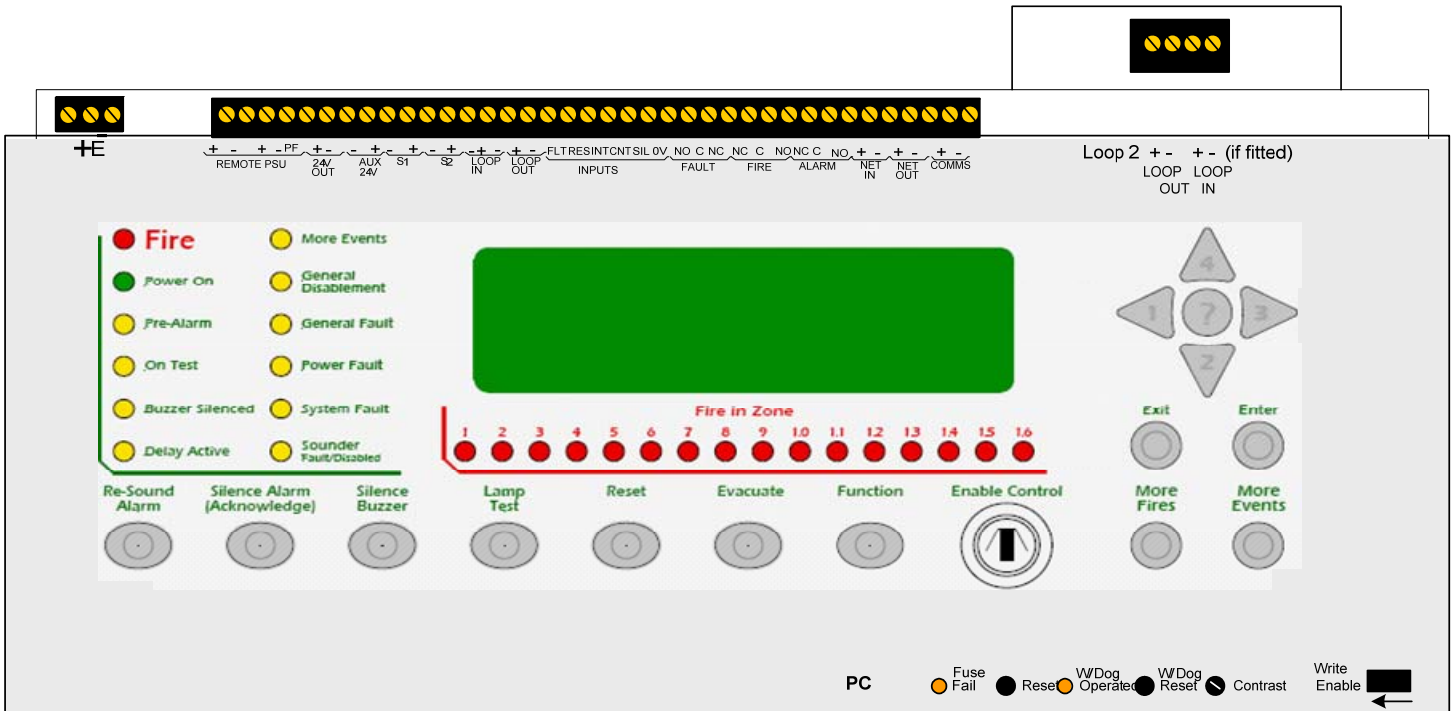 +E
+ - + - PF + - - + - + - + -+ - + - FLT RES INT CNT SIL 0V NO C NC NC C NO NC C NO + - + - + -
REMOTE PSU 24V OUT AUX 24V S1 S2 LOOP IN LOOP OUT INPUTS FAULT FIRE ALARM NET IN NET OUT COMMS
Loop 2 + - + - (if fitted)
LOOP LOOP
OUT IN
Fire
More Events
Power On
General
Disablement
Pre-Alarm
General Fault
On Test
Power Fault
Buzzer Silenced
System Fault
Delay Active
Sounder
Fault/Disabled
Fire in Zone
1 2 3 4 5 6 7 8 9 10 11 12 13 14 15 16
4
1 ? 3
2
Exit Enter
Re-Sound
Alarm
Silence Alarm
(Acknowledge)
Silence
Buzzer
Lamp
Test
Reset
Evacuate
Function
Enable Control
More
Fires
More
Events
PC
Fuse
Fail
Reset
W/Dog
Operated
W/Dog
Reset
Contrast
Write
Enable